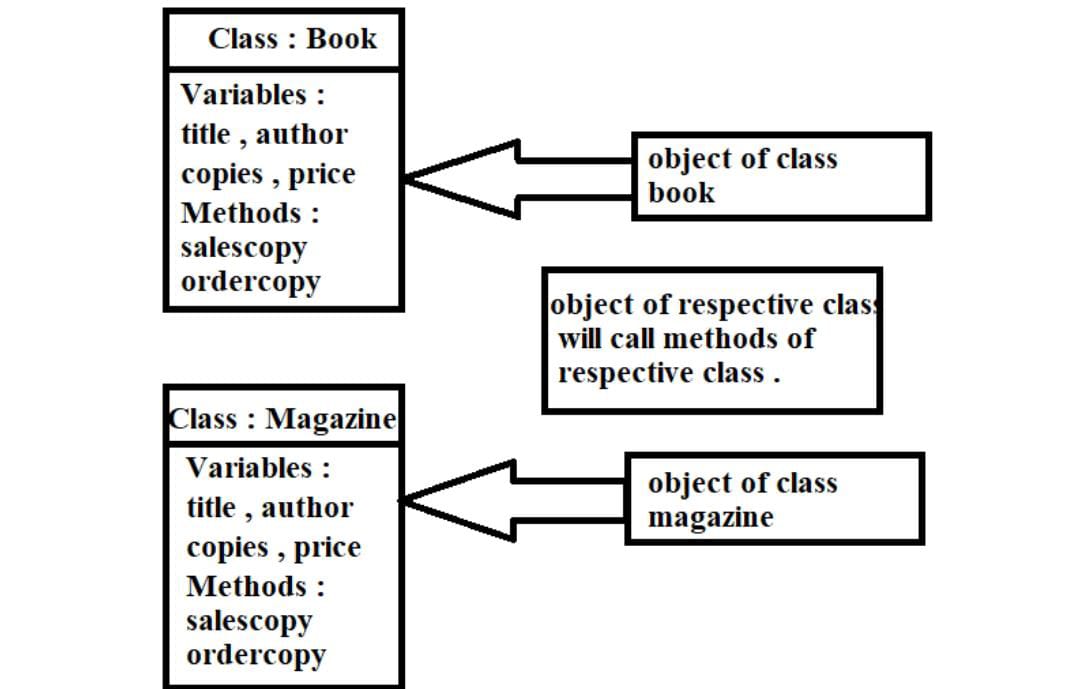 Class : Book
Variables :
title , author
copies , price
Methods :
salescopy
ordercopy
object of class
book
object of respective class
will call methods of
respective class .
Class : Magazine
Variables :
title , author
copies , price
Methods :
salescopy
ordercopy
object of class
magazine